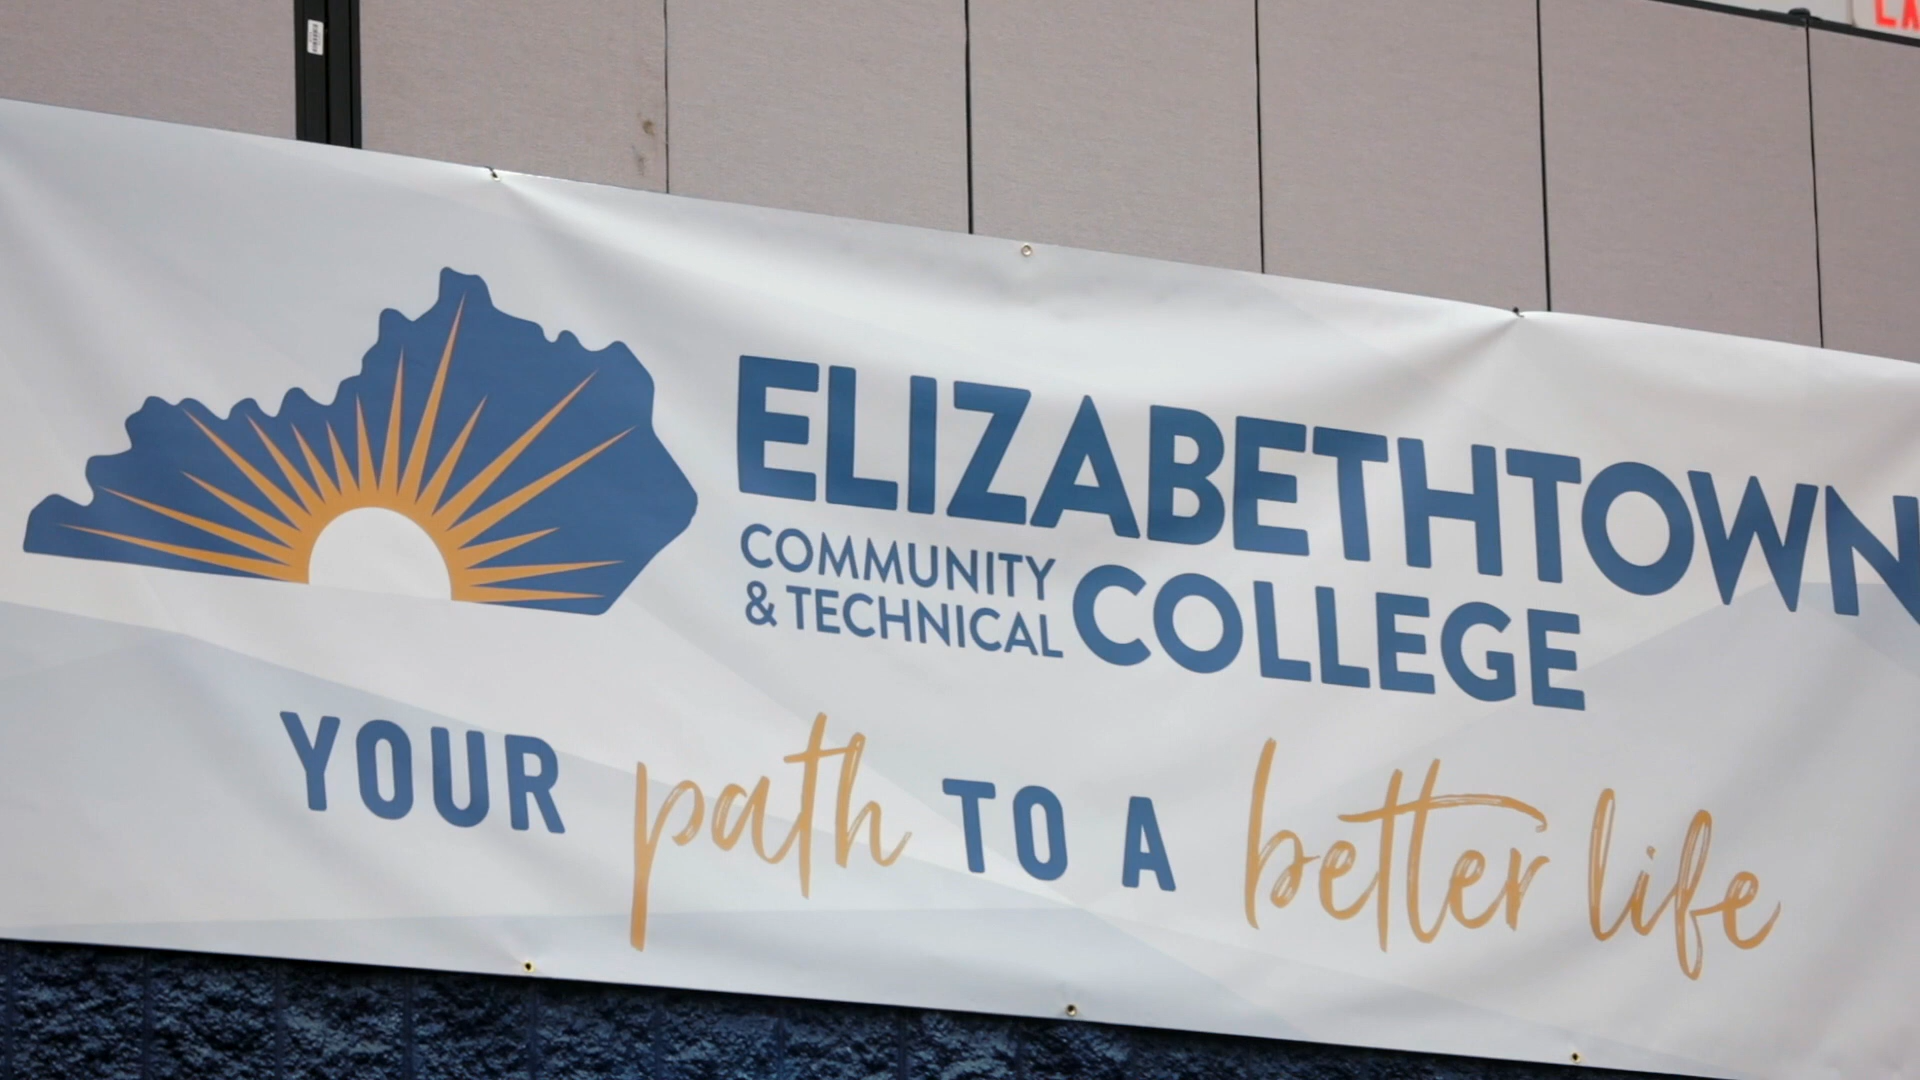 ELIZABETHTOWN
COMMUNITY
& TECHNICAL
COLLEGE
YOUR path TO A better life